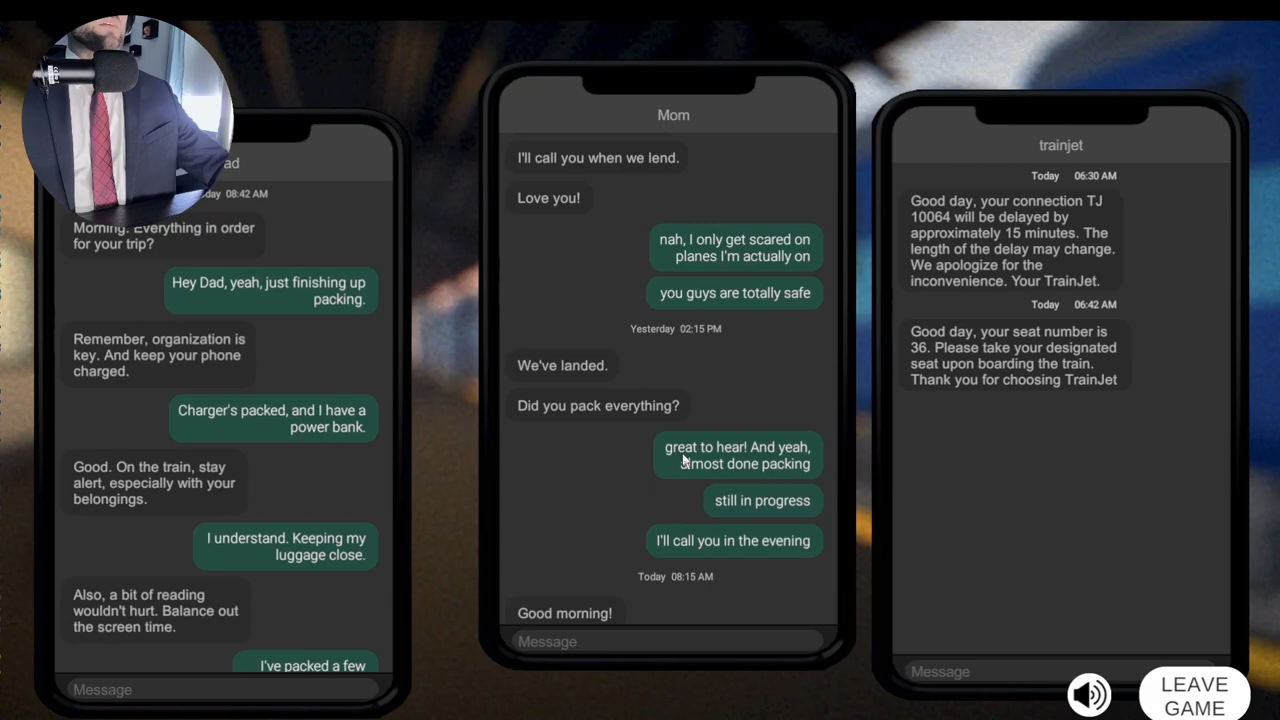 ad
day 08:42 AM
Morning. Everything in order
for your trip?
Hey Dad, yeah, just finishing up
packing.
Remember, organization is
key. And keep your phone
charged.
Charger's packed, and I have a
power bank.
Good. On the train, stay
alert, especially with your
belongings.
I understand. Keeping my
luggage close.
Also, a bit of reading
wouldn't hurt. Balance out
the screen time.
I've packed a few
Message
Mom
I'll call you when we lend.
Love you!
nah, I only get scared on
planes I'm actually on
you guys are totally safe
Yesterday 02:15 PM
We've landed.
Did you pack everything?
great to hear! And yeah,
almost done packing
still in progress
I'll call you in the evening
Today 08:15 AM
Good morning!
Message
trainjet
Today 06:30 AM
Good day, your connection TJ
10064 will be delayed by
approximately 15 minutes. The
length of the delay may change.
We apologize for the
inconvenience. Your TrainJet.
Today 06:42 AM
Good day, your seat number is
36. Please take your designated
seat upon boarding the train.
Thank you for choosing TrainJet
Message
LEAVE
GAME